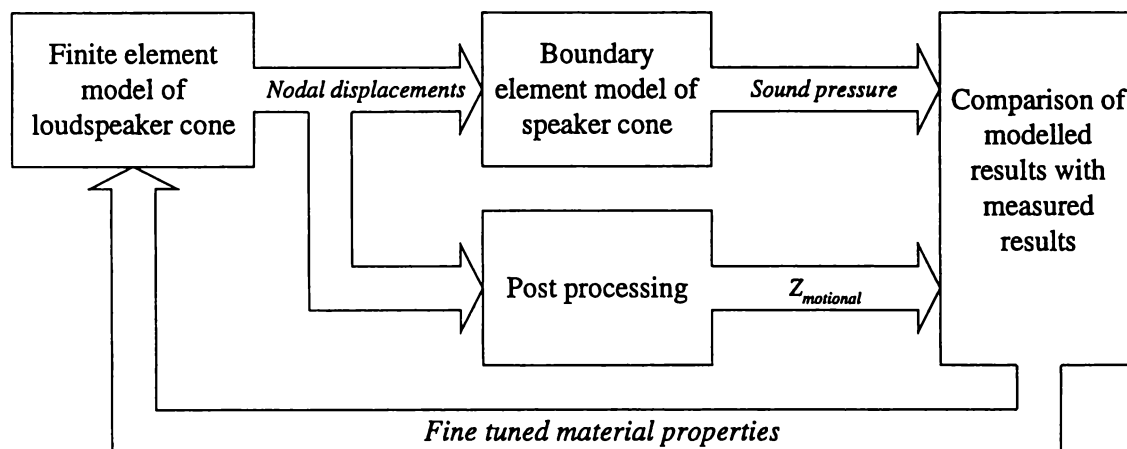 Finite element
model of
loudspeaker cone
Nodal displacements
Boundary
element model of
speaker cone
Sound pressure
Comparison of
modelled
results with
measured
results
Post processing
Z_motional
Fine tuned material properties